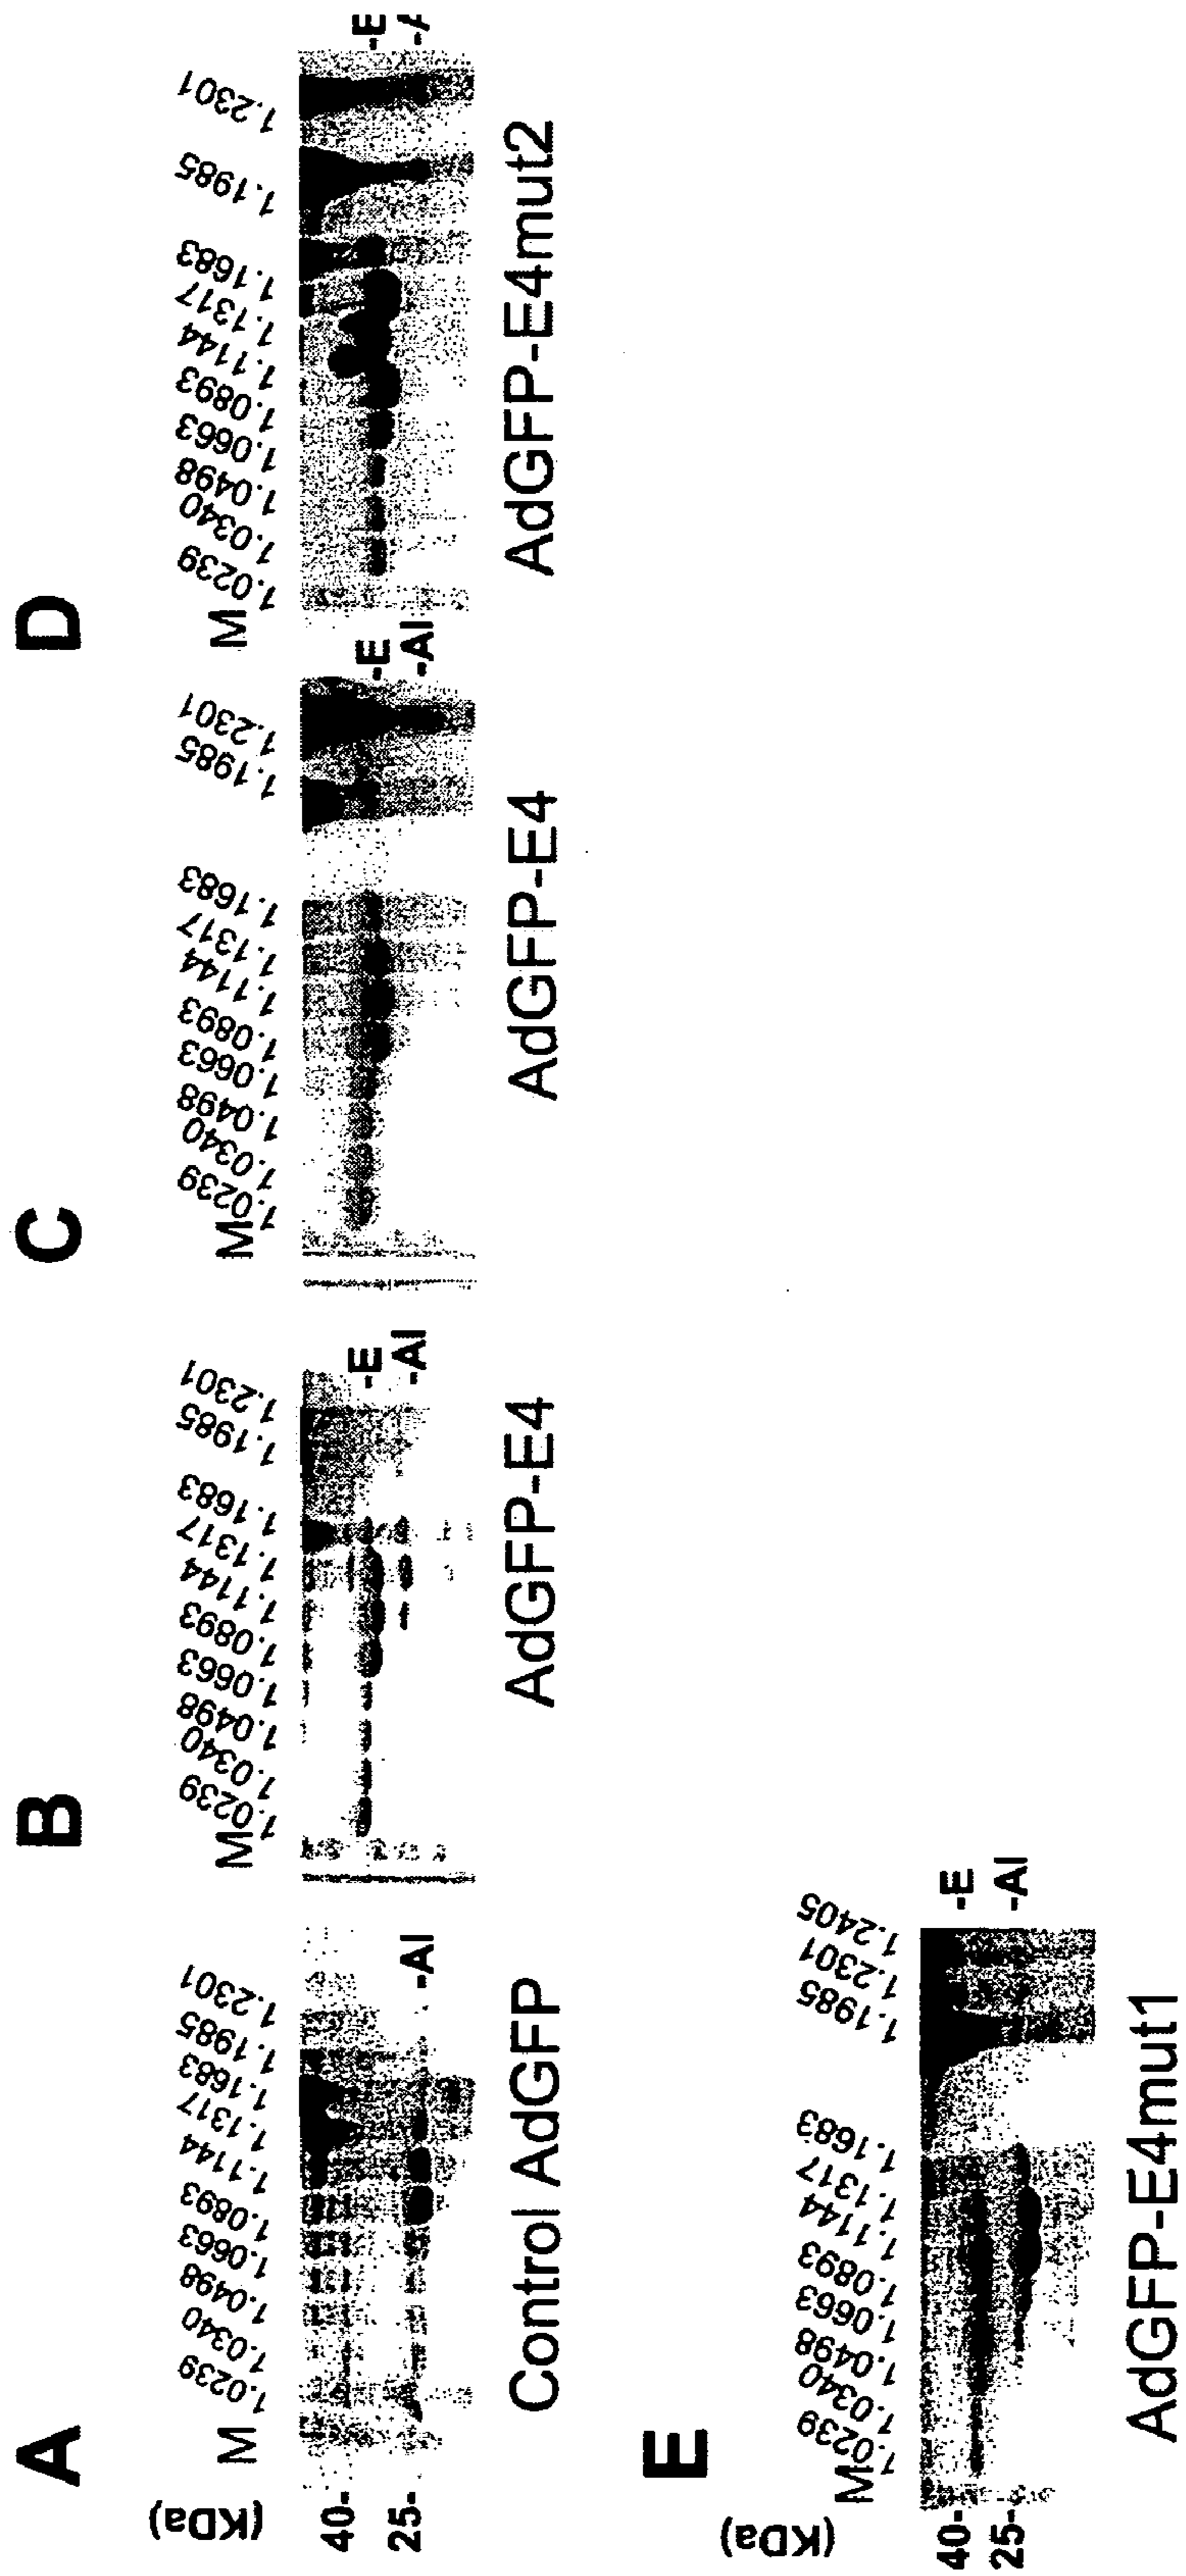 A
(KDa)
M 1.0239 1.0340 1.0498 1.0663 1.0893 1.1144 1.1317 1.1683 1.1985 1.2301
40-
25-
-AI
Control AdGFP
B
M 1.0239 1.0340 1.0498 1.0663 1.0893 1.1144 1.1317 1.1683 1.1985 1.2301
-E
-AI
AdGFP-E4
C
M 1.0239 1.0340 1.0498 1.0663 1.0893 1.1144 1.1317 1.1683 1.1985 1.2301
-E
-AI
AdGFP-E4
D
M 1.0239 1.0340 1.0498 1.0663 1.0893 1.1144 1.1317 1.1683 1.1985 1.2301
-E
AdGFP-E4mut2
E
(KDa)
M 1.0239 1.0340 1.0498 1.0663 1.0893 1.1144 1.1317 1.1683 1.1985 1.2301 1.2405
40-
25-
-E
-AI
AdGFP-E4mut1